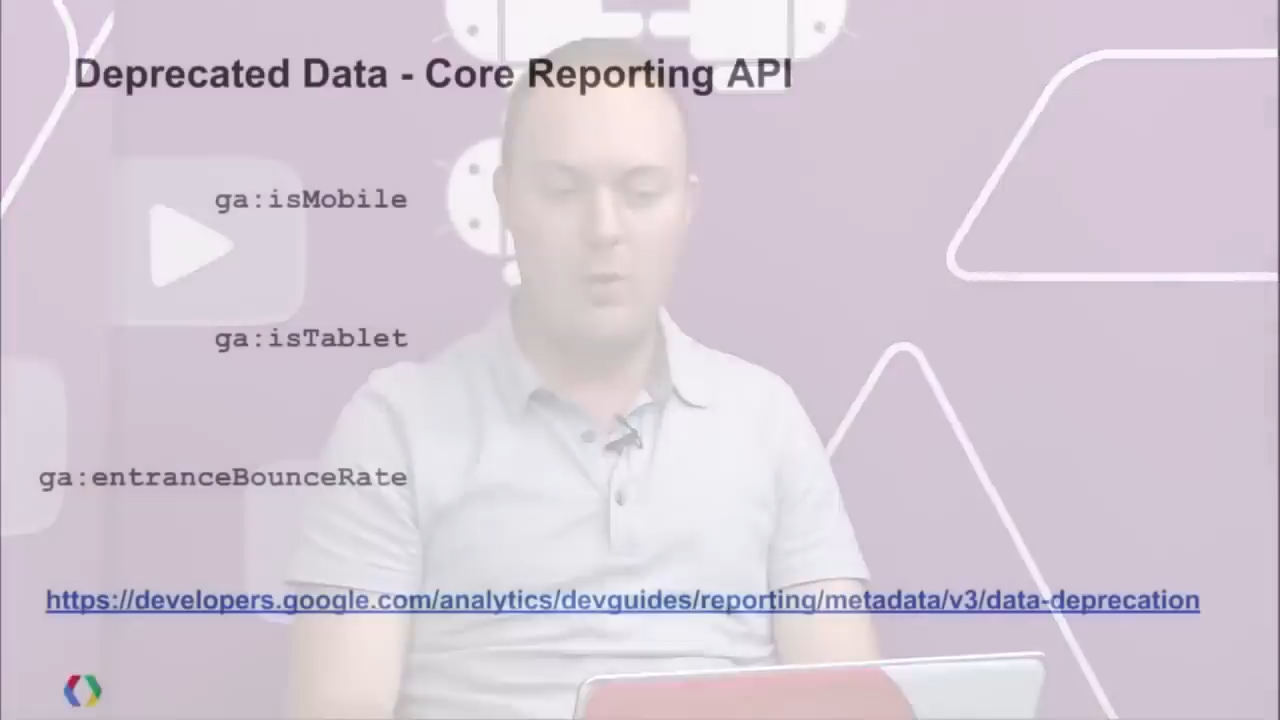 Deprecated Data - Core Reporting API
ga:isMobile
ga:isTablet
ga:entranceBounceRate
https://developers.google.com/analytics/devguides/reporting/metadata/v3/data-deprecation